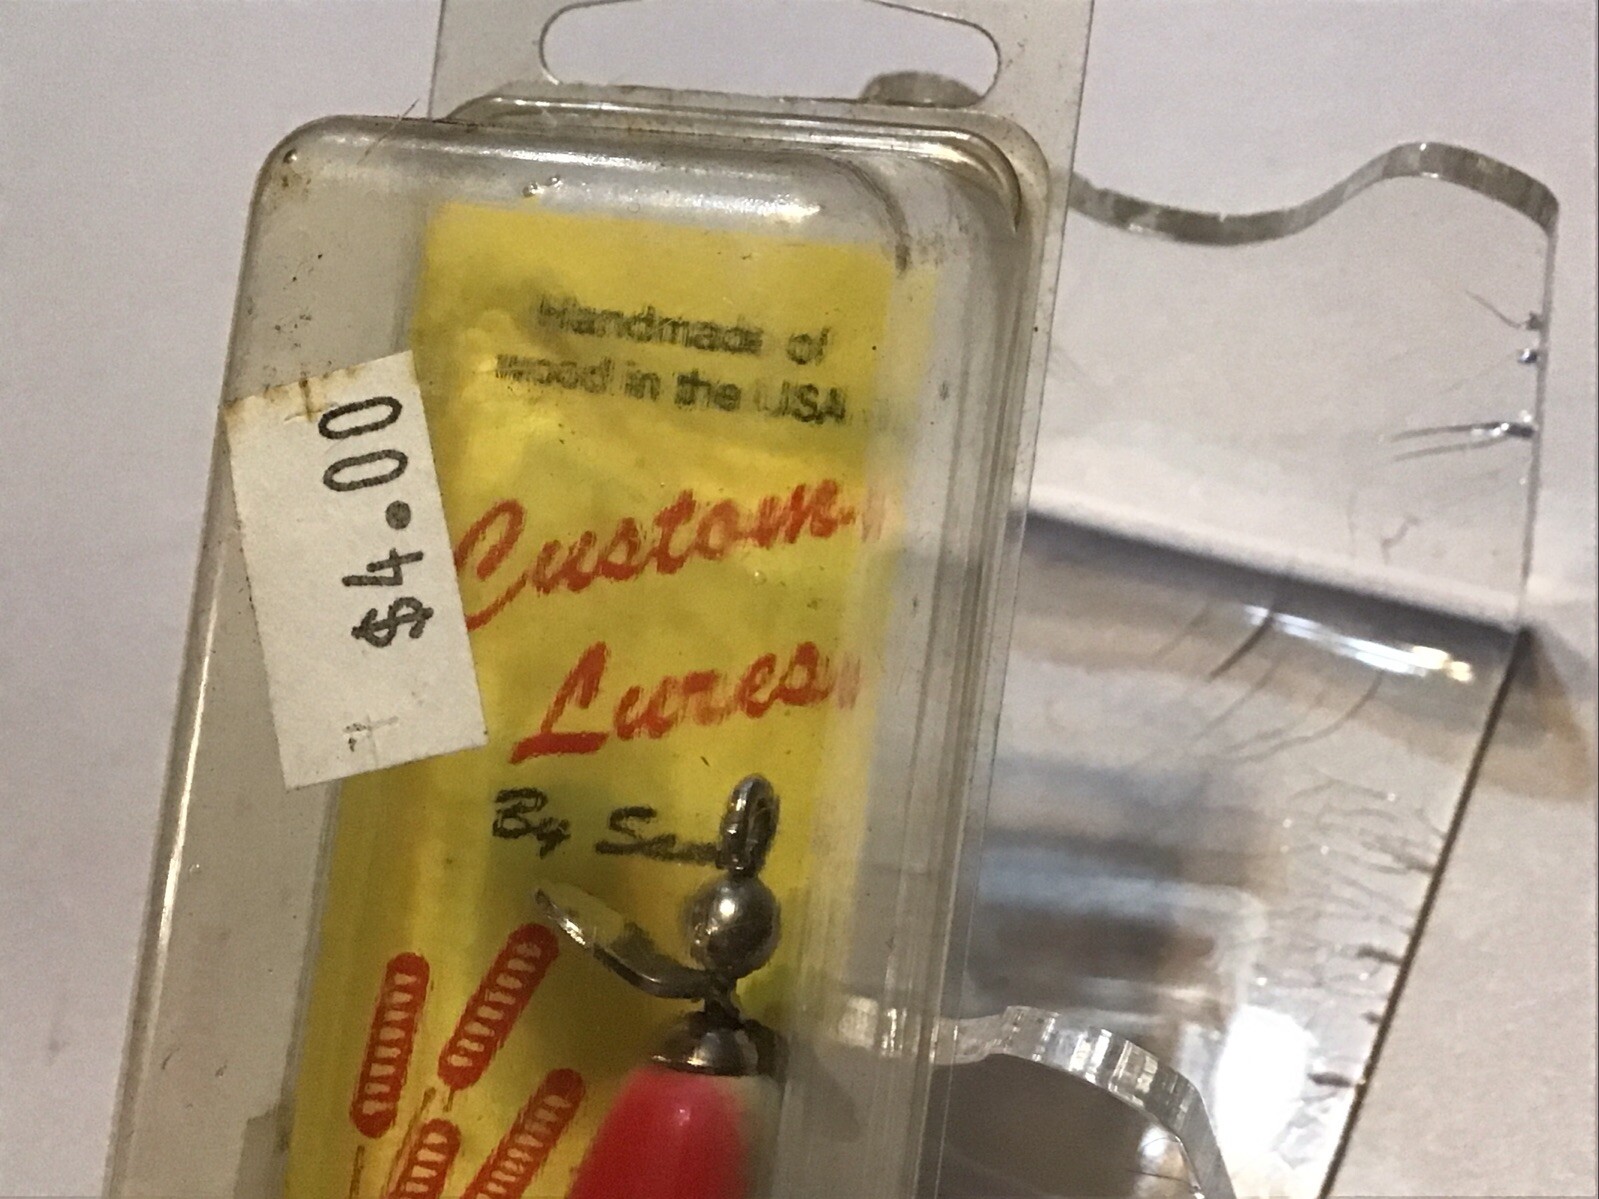 Handmade of
wood in the USA
Custom
Lures
By
$4.00